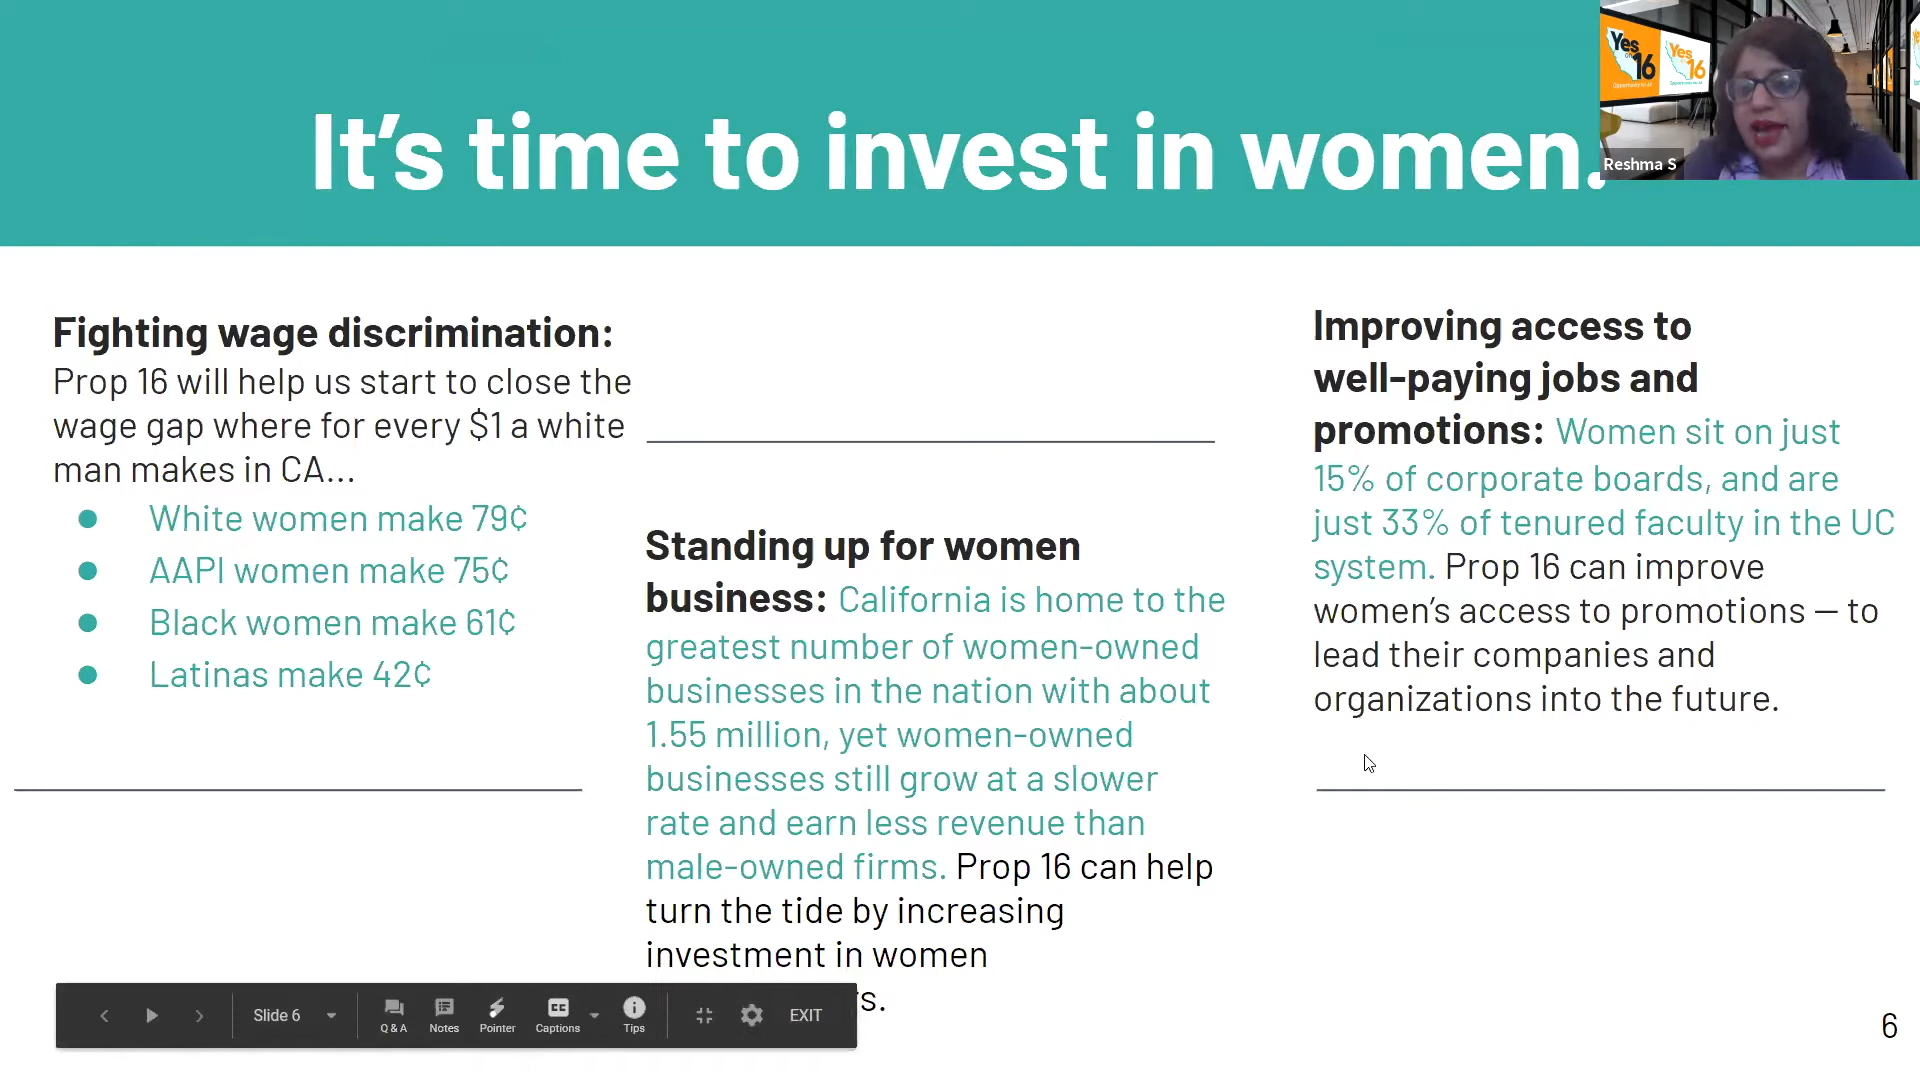 It's time to invest in women.
Yes
on
16
Yes
16
Reshma S
Fighting wage discrimination:
Prop 16 will help us start to close the
wage gap where for every $1 a white
man makes in CA...
● White women make 79¢
● AAPI women make 75¢
● Black women make 61¢
● Latinas make 42¢
Standing up for women
business: California is home to the
greatest number of women-owned
businesses in the nation with about
1.55 million, yet women-owned
businesses still grow at a slower
rate and earn less revenue than
male-owned firms. Prop 16 can help
turn the tide by increasing
investment in women
s.
Improving access to
well-paying jobs and
promotions: Women sit on just
15% of corporate boards, and are
just 33% of tenured faculty in the UC
system. Prop 16 can improve
women's access to promotions — to
lead their companies and
organizations into the future.
Slide 6
Q & A
Notes
Pointer
CC
Captions
Tips
EXIT
6